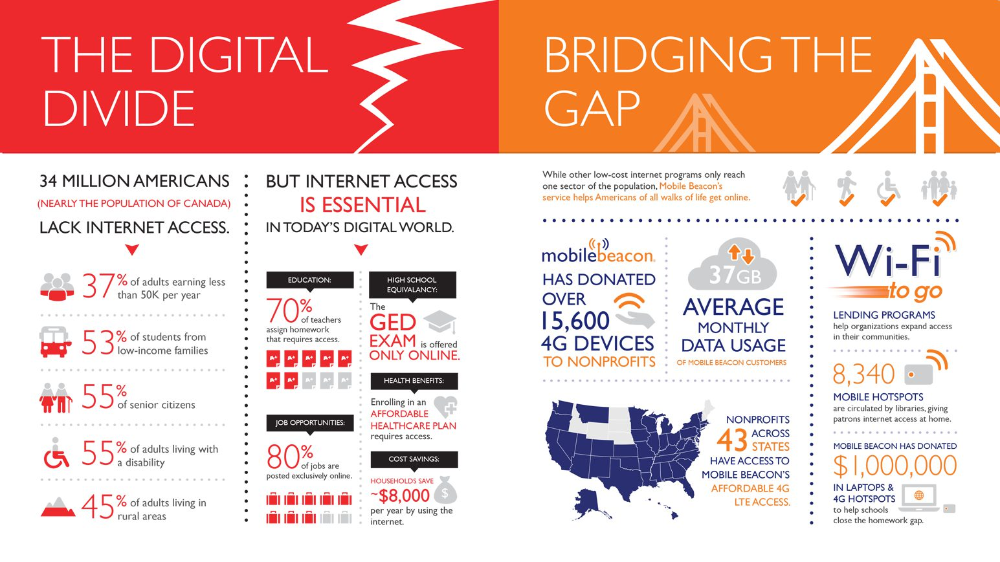 THE DIGITAL
DIVIDE
34 MILLION AMERICANS
(NEARLY THE POPULATION OF CANADA)
LACK INTERNET ACCESS.
37% of adults earning less
than 50K per year
53% of students from
low-income families
55%
of senior citizens
55% of adults living with
a disability
45% of adults living in
rural areas
BUT INTERNET ACCESS
IS ESSENTIAL
IN TODAY'S DIGITAL WORLD.
EDUCATION:
70%
of teachers
assign homework
that requires access.
A+ A+ A+ A+ A+
A+ A+ A+ A+ A+
JOB OPPORTUNITIES:
80%
of jobs are
posted exclusively online.
HIGH SCHOOL
EQUIVALANCY:
The
GED
EXAM is offered
ONLY ONLINE.
HEALTH BENEFITS:
Enrolling in an
AFFORDABLE
HEALTHCARE PLAN
requires access.
COST SAVINGS:
HOUSEHOLDS SAVE
~$8,000
$
per year by using the
internet.
BRIDGING THE
GAP
While other low-cost internet programs only reach
one sector of the population, Mobile Beacon's
service helps Americans of all walks of life get online.
mobilebeacon®
HAS DONATED
OVER
15,600
4G DEVICES
TO NONPROFITS
37GB
AVERAGE
MONTHLY
DATA USAGE
OF MOBILE BEACON CUSTOMERS
NONPROFITS
43 ACROSS
STATES
HAVE ACCESS TO
MOBILE BEACON'S
AFFORDABLE 4G
LTE ACCESS.
Wi-Fi
to go
LENDING PROGRAMS
help organizations expand access
in their communities.
8,340
MOBILE HOTSPOTS
are circulated by libraries, giving
patrons internet access at home.
MOBILE BEACON HAS DONATED
$1,000,000
IN LAPTOPS &
4G HOTSPOTS
to help schools
close the homework gap.